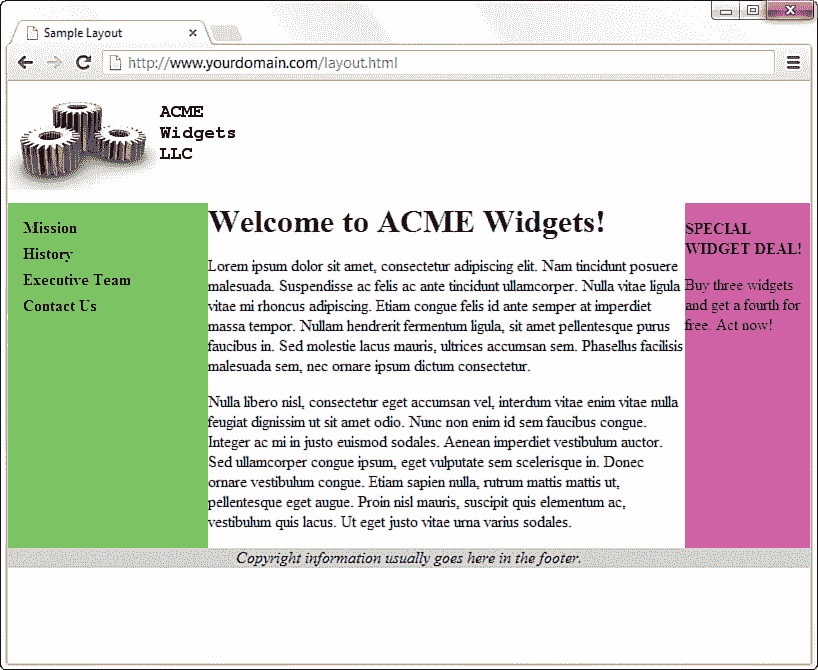 Sample Layout
http://www.yourdomain.com/layout.html
ACME
Widgets
LLC
Mission
History
Executive Team
Contact Us
Welcome to ACME Widgets!
Lorem ipsum dolor sit amet, consectetur adipiscing elit. Nam tincidunt posuere
malesuada. Suspendisse ac felis ac ante tincidunt ullamcorper. Nulla vitae ligula
vitae mi rhoncus adipiscing. Etiam congue felis id ante semper at imperdiet
massa tempor. Nullam hendrerit fermentum ligula, sit amet pellentesque purus
faucibus in. Sed molestie lacus mauris, ultrices accumsan sem. Phasellus facilisis
malesuada sem, nec ornare ipsum dictum consectetur.
Nulla libero nisl, consectetur eget accumsan vel, interdum vitae enim vitae nulla
feugiat dignissim ut sit amet odio. Nunc non enim id sem faucibus congue.
Integer ac mi in justo euismod sodales. Aenean imperdiet vestibulum auctor.
Sed ullamcorper congue ipsum, eget vulputate sem scelerisque in. Donec
ornare vestibulum congue. Etiam sapien nulla, rutrum mattis mattis ut,
pellentesque eget augue. Proin nisl mauris, suscipit quis elementum ac,
vestibulum quis lacus. Ut eget justo vitae urna varius sodales.
SPECIAL
WIDGET DEAL!
Buy three widgets
and get a fourth for
free. Act now!
Copyright information usually goes here in the footer.